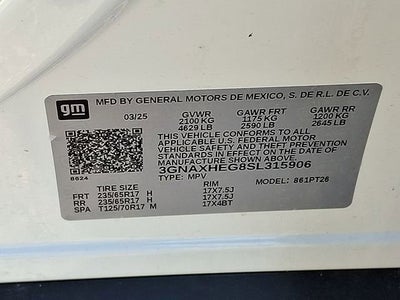 gm
MFD BY GENERAL MOTORS DE MEXICO, S. DE R.L. DE C.V.
03/25 GVWR GAWR FRT GAWR RR
2100 KG 1175 KG 1200 KG
4629 LB 2590 LB 2645 LB
THIS VEHICLE CONFORMS TO ALL
APPLICABLE U.S. FEDERAL MOTOR
VEHICLE SAFETY, AND THEFT PREVENTION
STANDARDS IN EFFECT ON THE DATE OF
MANUFACTURE SHOWN ABOVE.
3GNAXHEG8SL315906
8624 TYPE: MPV MODEL: 861PT26
TIRE SIZE RIM
FRT 235/65R17 H 17X7.5J
RR 235/65R17 H 17X7.5J
SPA T125/70R17 M 17X4BT